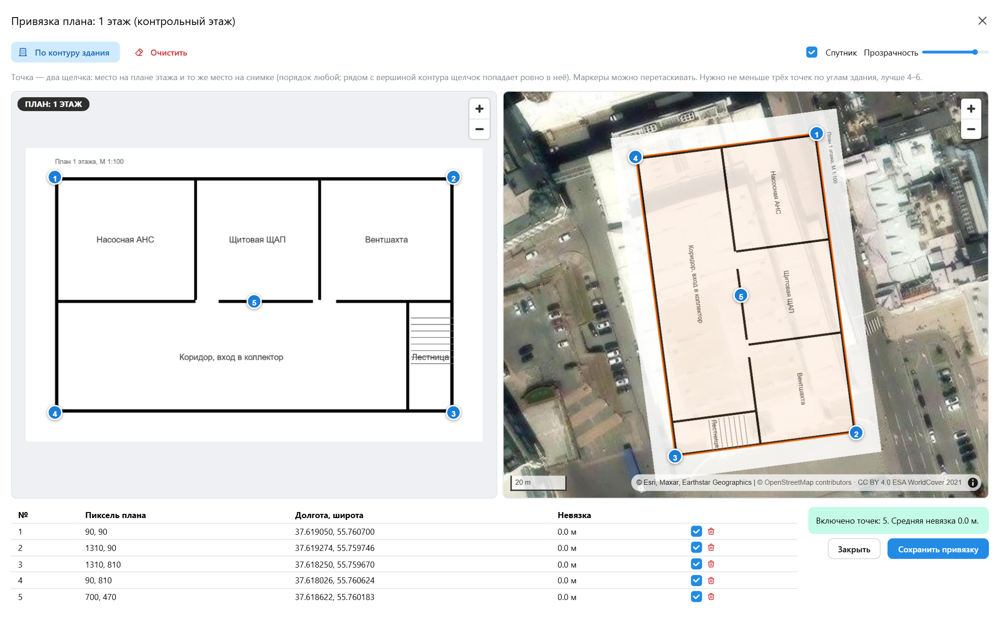 Привязка плана: 1 этаж (контрольный этаж)
По контуру здания
Очистить
Спутник
Прозрачность
Точка — два щелчка: место на плане этажа и то же место на снимке (порядок любой; рядом с вершиной контура щелчок попадает ровно в неё). Маркеры можно перетаскивать. Нужно не меньше трёх точек по углам здания, лучше 4–6.
ПЛАН: 1 ЭТАЖ
+
−
План 1 этажа, М 1:100
1
2
Насосная АНС
Щитовая ЩАП
Вентшахта
5
Коридор, вход в коллектор
Лестница
4
3
+
−
1
4
План 1 этажа, М 1:100
Насосная АНС
Коридор, вход в коллектор
Щитовая ЩАП
5
Вентшахта
Лестница
2
3
20 m
© Esri, Maxar, Earthstar Geographics | © OpenStreetMap contributors · CC BY 4.0 ESA WorldCover 2021
№ Пиксель плана Долгота, широта Невязка
1 90, 90 37.619050, 55.760700 0.0 м
2 1310, 90 37.619274, 55.759746 0.0 м
3 1310, 810 37.618250, 55.759670 0.0 м
4 90, 810 37.618026, 55.760624 0.0 м
5 700, 470 37.618622, 55.760183 0.0 м
Включено точек: 5. Средняя невязка 0.0 м.
Закрыть
Сохранить привязку